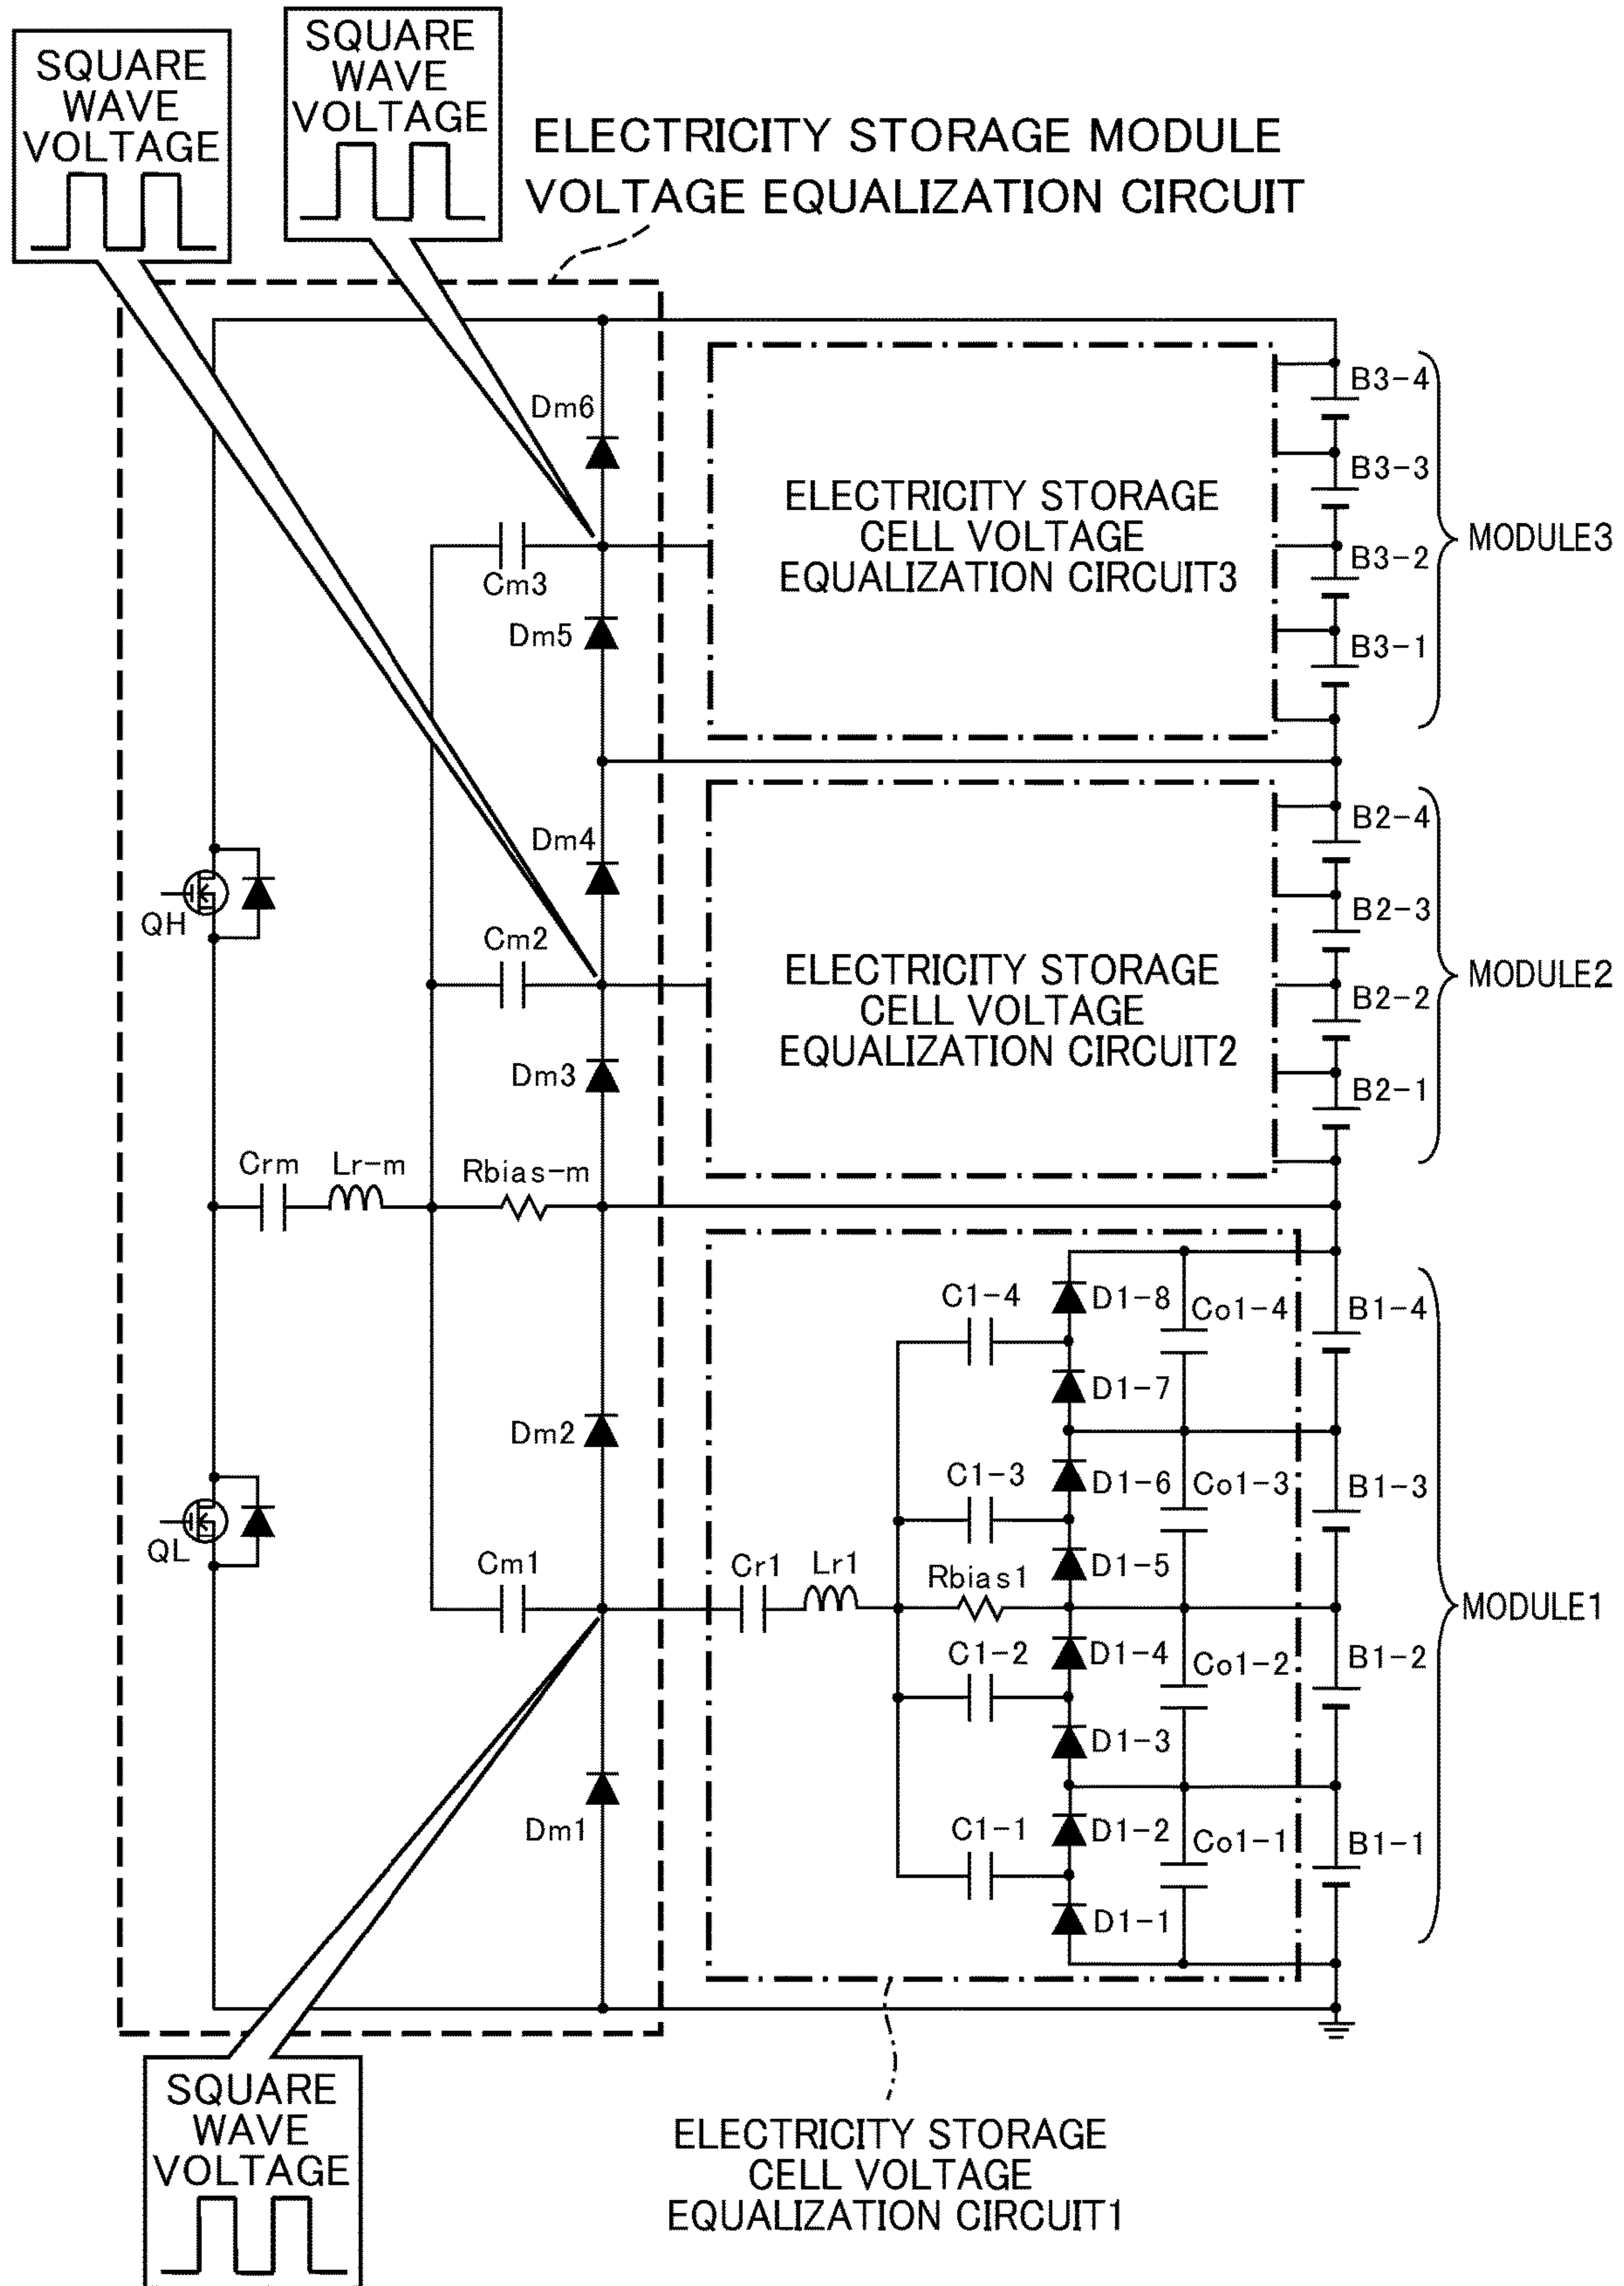 SQUARE
WAVE
VOLTAGE
SQUARE
WAVE
VOLTAGE
ELECTRICITY STORAGE MODULE
VOLTAGE EQUALIZATION CIRCUIT
Dm6
Cm3
Dm5
ELECTRICITY STORAGE
CELL VOLTAGE
EQUALIZATION CIRCUIT3
B3-4
B3-3
B3-2
B3-1
MODULE3
QH
Dm4
Cm2
Dm3
ELECTRICITY STORAGE
CELL VOLTAGE
EQUALIZATION CIRCUIT2
B2-4
B2-3
B2-2
B2-1
MODULE2
Crm
Lr-m
Rbias-m
Dm2
QL
Cm1
Dm1
Cr1
Lr1
Rbias1
C1-4
C1-3
C1-2
C1-1
D1-8
D1-7
D1-6
D1-5
D1-4
D1-3
D1-2
D1-1
Co1-4
Co1-3
Co1-2
Co1-1
B1-4
B1-3
B1-2
B1-1
MODULE1
SQUARE
WAVE
VOLTAGE
ELECTRICITY STORAGE
CELL VOLTAGE
EQUALIZATION CIRCUIT1